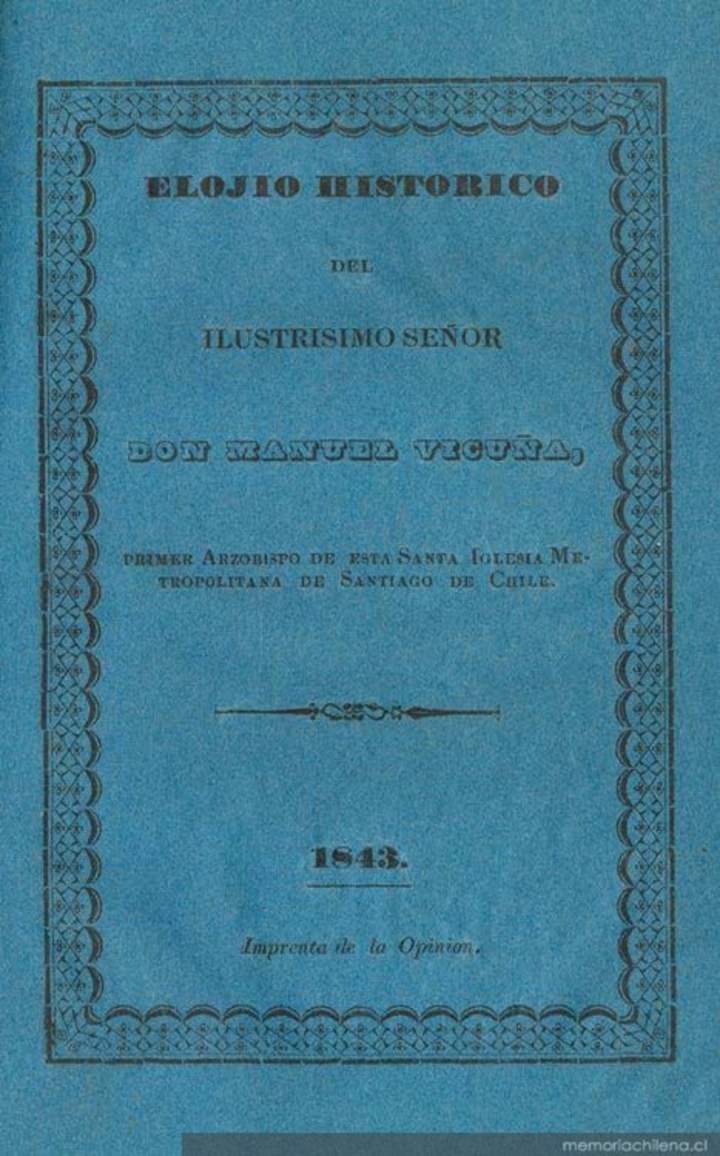 ELOJIO HISTORICO
DEL
ILUSTRISIMO SEÑOR
DON MANUEL VICUÑA,
PRIMER ARZOBISPO DE ESTA SANTA IGLESIA ME-
TROPOLITANA DE SANTIAGO DE CHILE.
1843.
Imprenta de la Opinion.
memoriachilena.cl